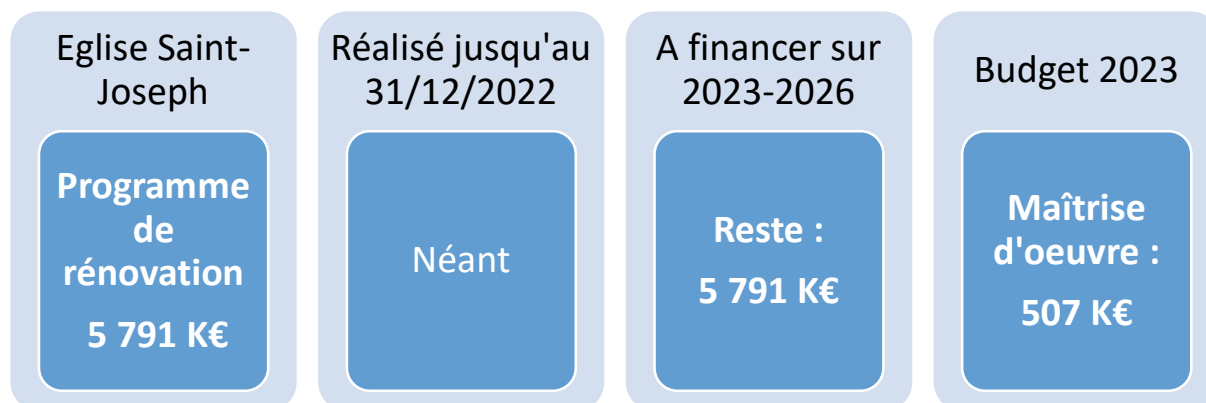 Eglise Saint-
Joseph
Programme
de
rénovation
5 791 K€
Réalisé jusqu'au
31/12/2022
Néant
A financer sur
2023-2026
Reste :
5 791 K€
Budget 2023
Maîtrise
d'oeuvre :
507 K€